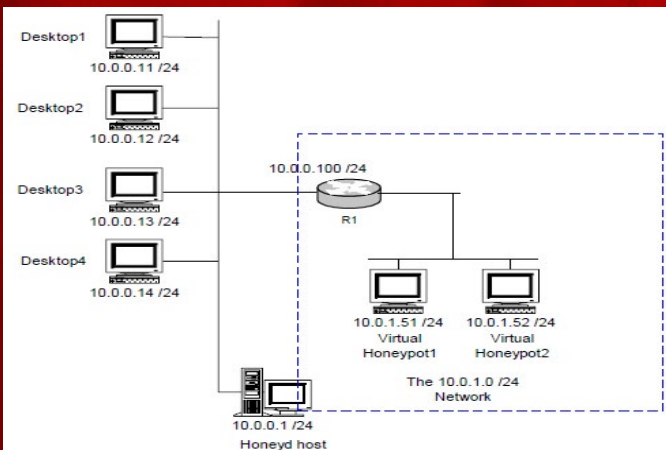 Desktop1
10.0.0.11 /24
Desktop2
10.0.0.12 /24
10.0.0.100 /24
Desktop3
R1
10.0.0.13 /24
Desktop4
10.0.0.14 /24
10.0.1.51 /24
Virtual
Honeypot1
10.0.1.52 /24
Virtual
Honeypot2
The 10.0.1.0 /24
Network
10.0.0.1 /24
Honeyd host